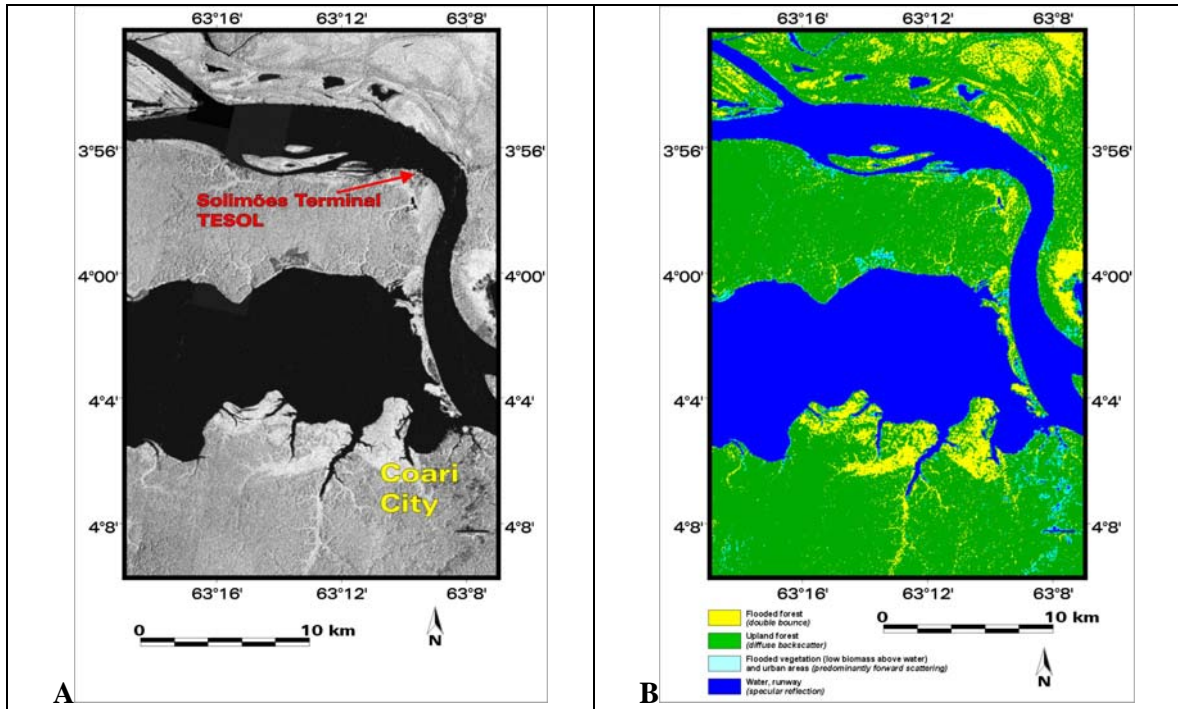 63°16' 63°12' 63°8'
3°56'
4°00'
4°4'
4°8'
Solimões Terminal
TESOL
Coari
City
4°00'
4°4'
4°8'
63°16' 63°12' 63°8'
0 10 km
N
A
63°16' 63°12' 63°8'
3°56'
3°56'
4°00'
4°00'
4°4'
4°4'
4°8'
4°8'
63°16' 63°12' 63°8'
Flooded forest
(double bounce)
Upland forest
(diffuse backscatter)
Flooded vegetation (low biomass above water)
and urban areas (predominantly forward scattering)
Water, runway
(specular reflection)
0 10 km
N
B